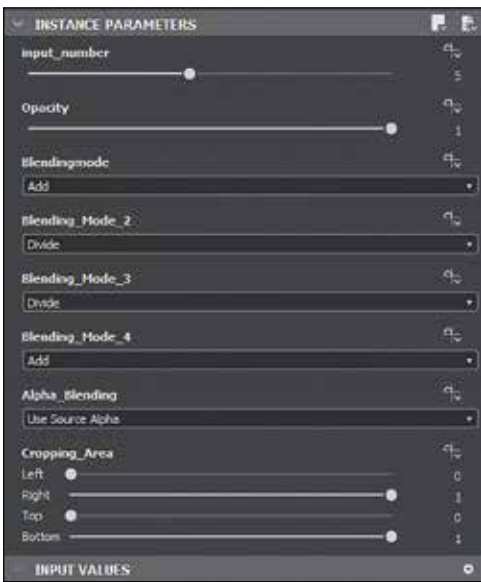 INSTANCE PARAMETERS
input_number
5
Opacity
1
Blendingmode
Add
Blending_Mode_2
Divide
Blending_Mode_3
Divide
Blending_Mode_4
Add
Alpha_Blending
Use Source Alpha
Cropping_Area
Left 0
Right 1
Top 0
Bottom 1
INPUT VALUES